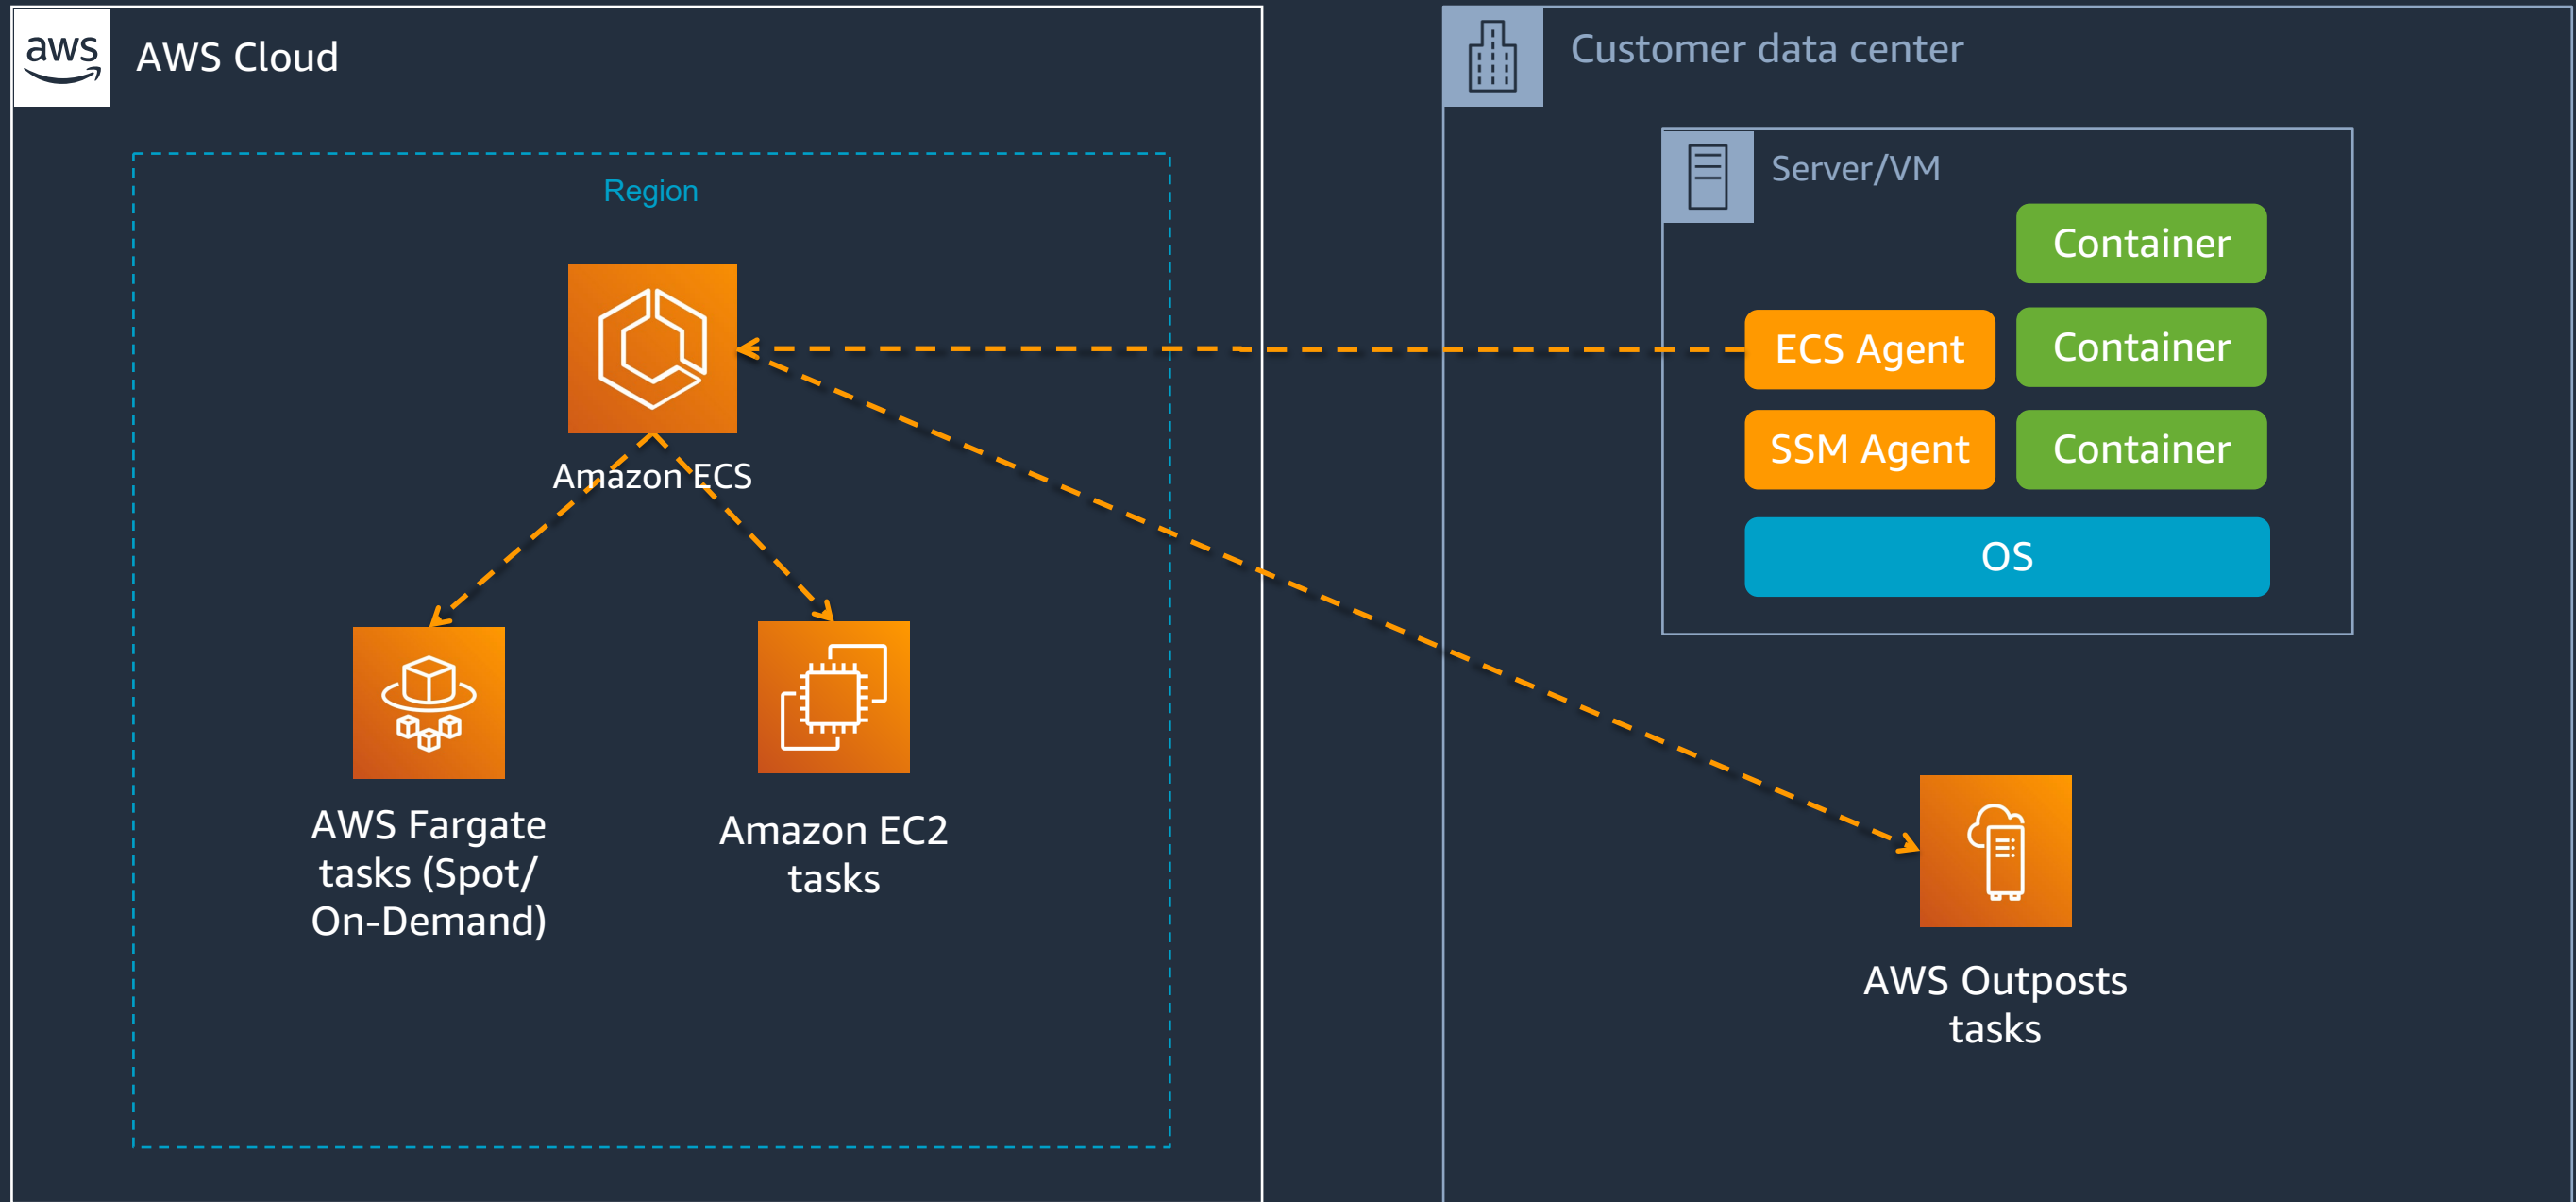 aws
AWS Cloud
Region
Amazon ECS
AWS Fargate
tasks (Spot/
On-Demand)
Amazon EC2
tasks
Customer data center
Server/VM
Container
ECS Agent
Container
SSM Agent
Container
OS
AWS Outposts
tasks